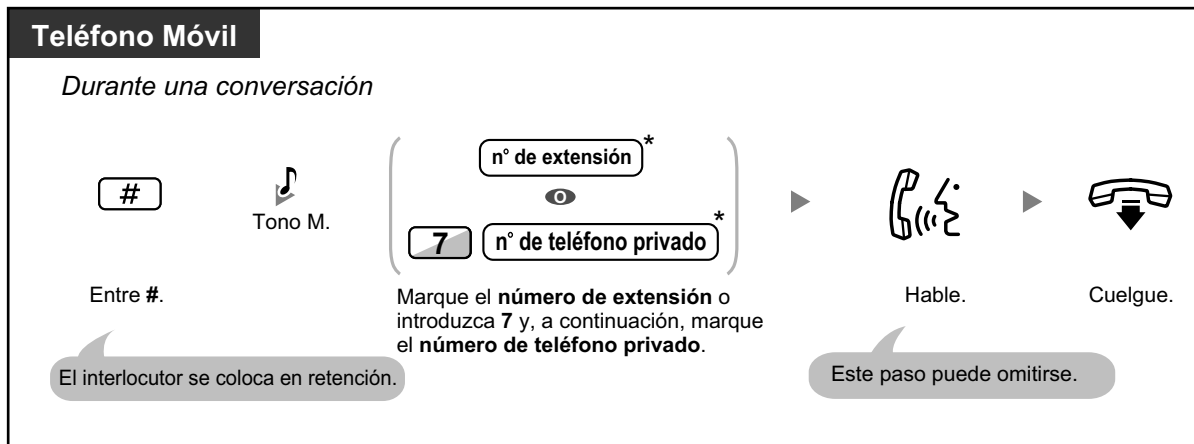 Teléfono Móvil
Durante una conversación
#
Tono M.
n° de extensión*
o
7 n° de teléfono privado*
Entre #.
Marque el número de extensión o
introduzca 7 y, a continuación, marque
el número de teléfono privado.
Hable.
Cuelgue.
El interlocutor se coloca en retención.
Este paso puede omitirse.